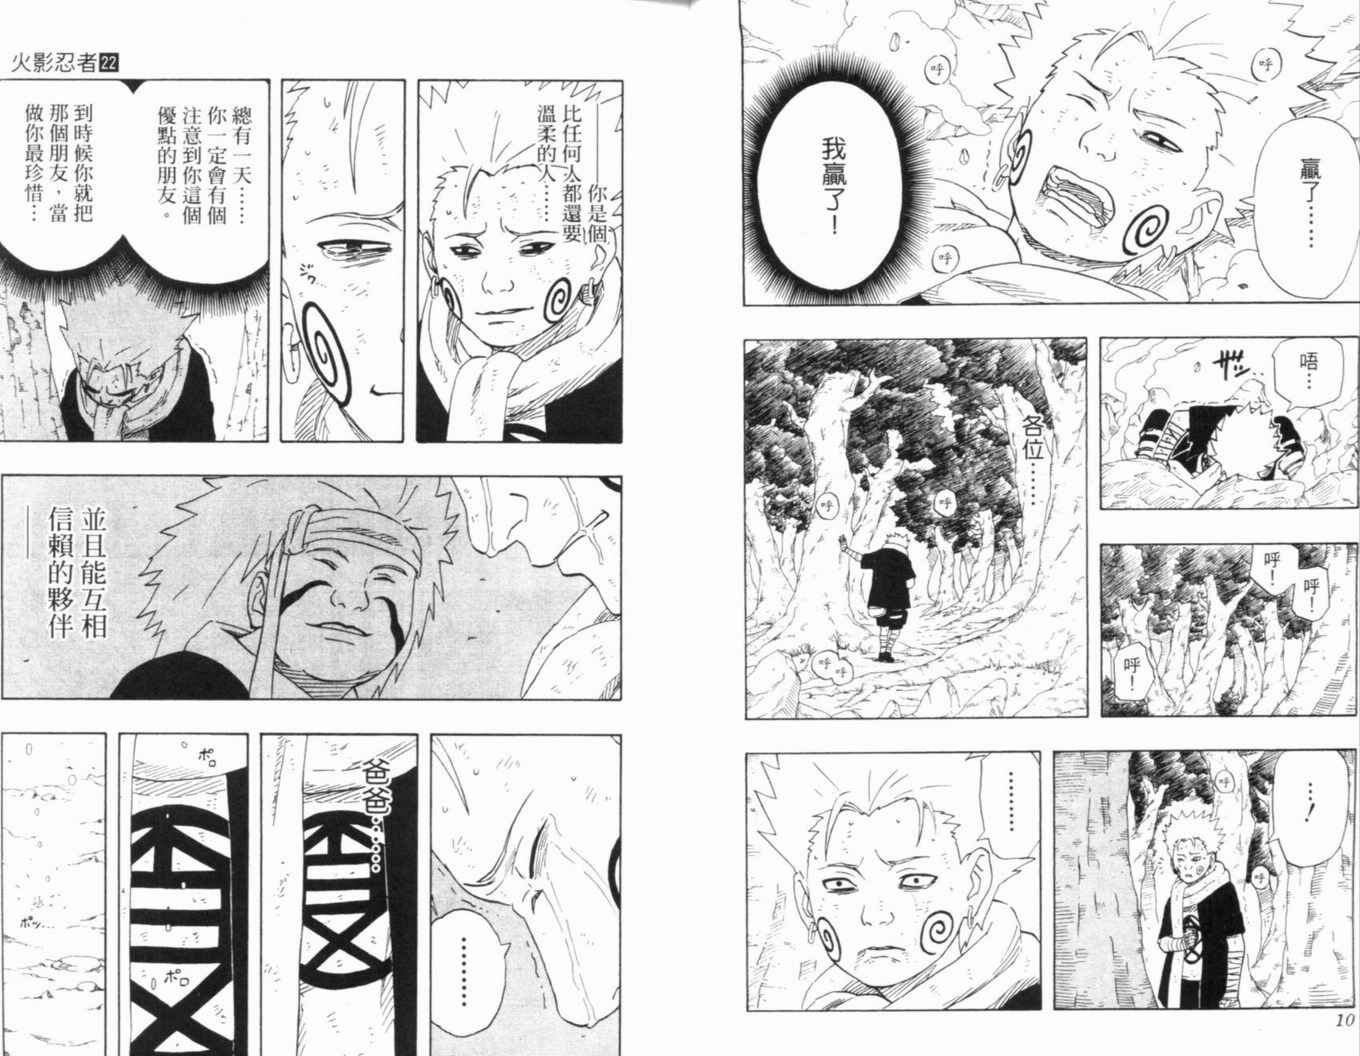 呼
呼
贏了……
我贏了！
呼
唔…
ザッ
呼！
呼！
呼！
各位……
呼
呼
呼
呼
…！
呼
呼
………
10
火影忍者22
——你是個
比任何人都還要
溫柔的人……
ジワ
…
總有一天……
你一定會有個
注意到你這個
優點的朋友。
到時候你就把
那個朋友，當
做你最珍惜…
並且能互相
信賴的夥伴
——
………
爸爸……
ポロ
ポロ
ポッ…